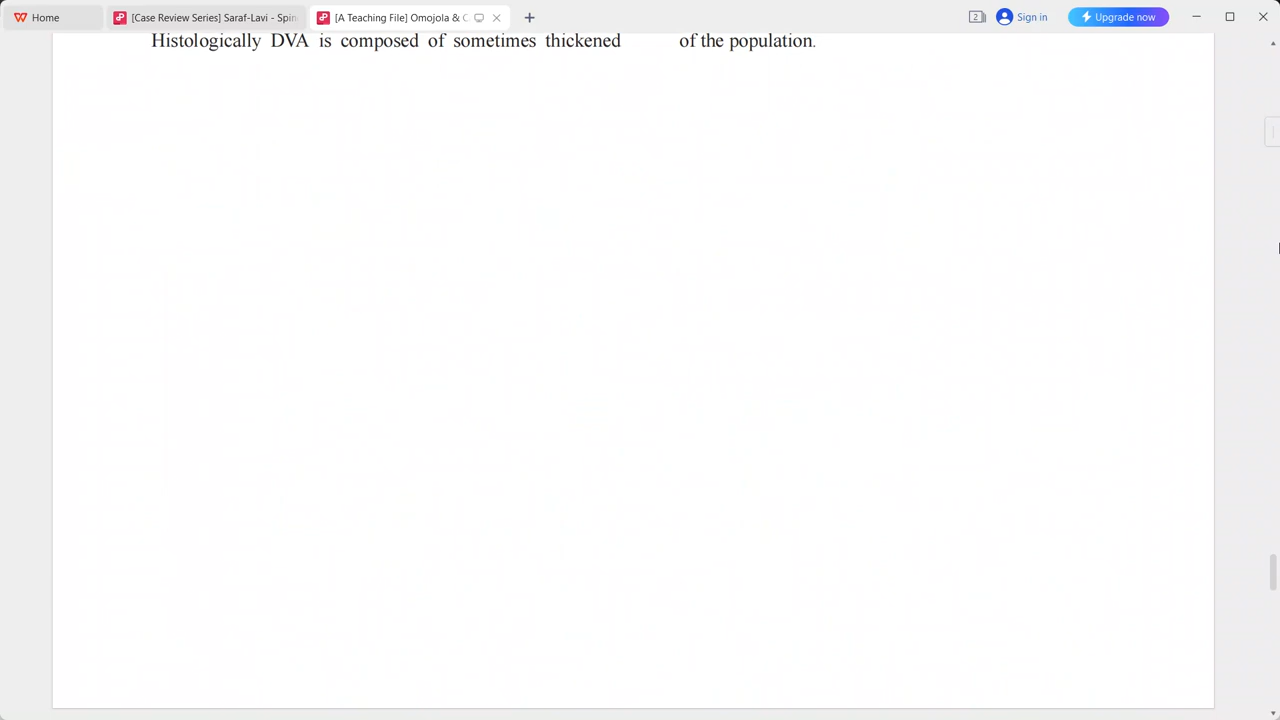 Home
[Case Review Series] Saraf-Lavi - Spin
[A Teaching File] Omojola & C
2
Sign in
Upgrade now
Histologically DVA is composed of sometimes thickened
of the population.